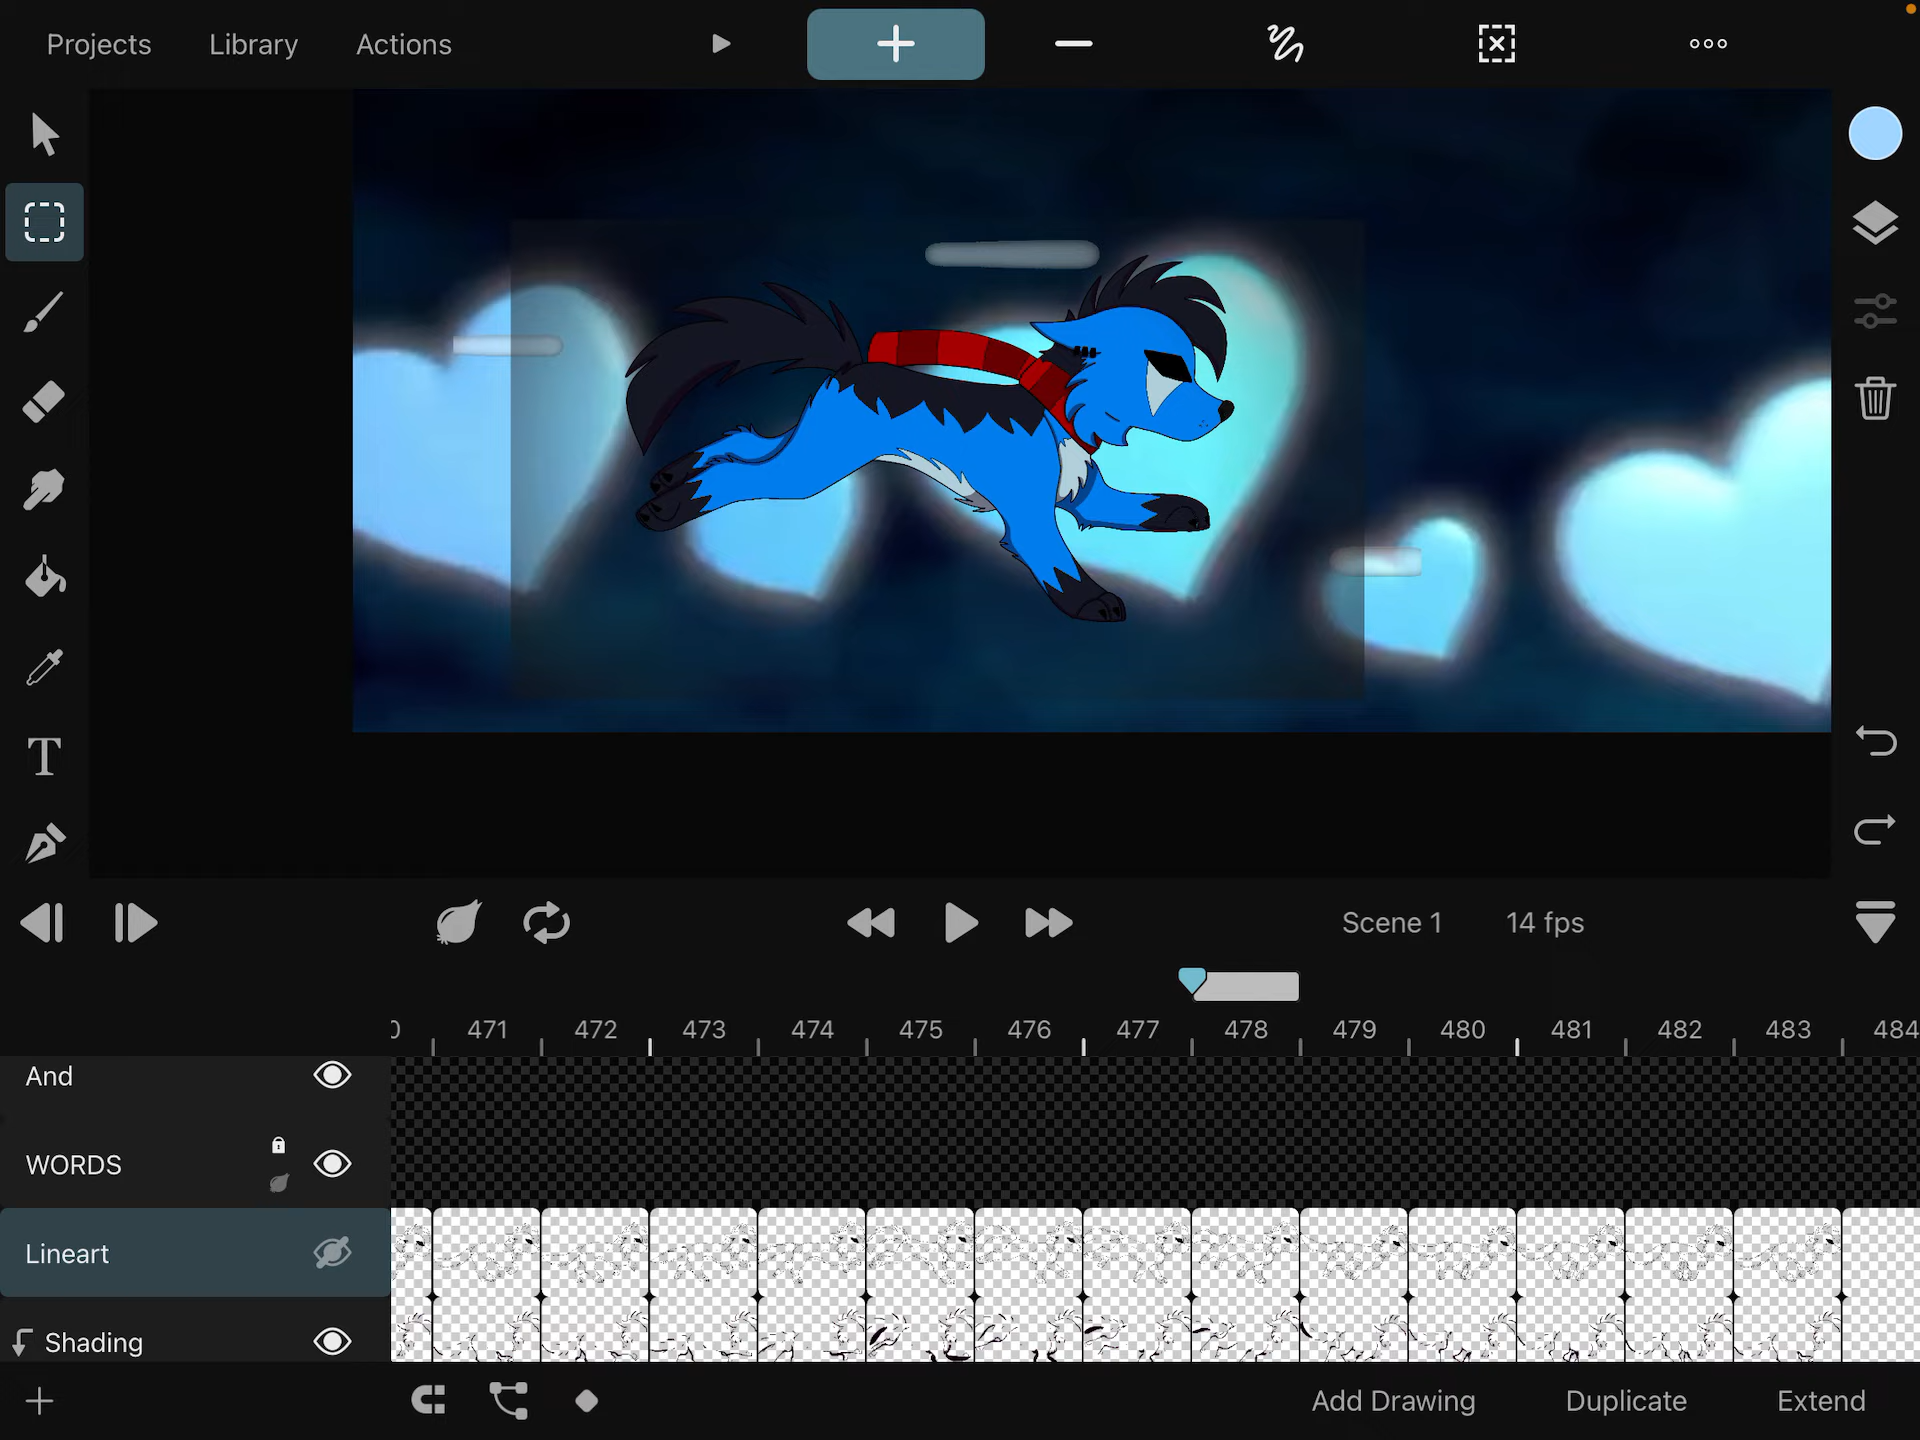 Projects Library Actions
Scene 1 14 fps
0 471 472 473 474 475 476 477 478 479 480 481 482 483 484
And
WORDS
Lineart
Shading
Add Drawing Duplicate Extend